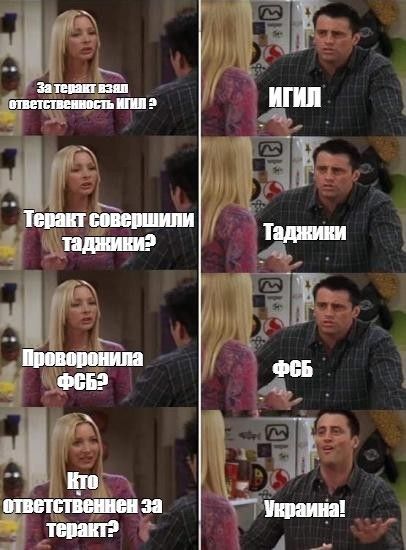 За теракт взял
ответственность ИГИЛ ?
ИГИЛ
Теракт совершили
таджики?
Таджики
Проворонила
ФСБ?
ФСБ
Кто
ответственнен за
теракт?
Украина!